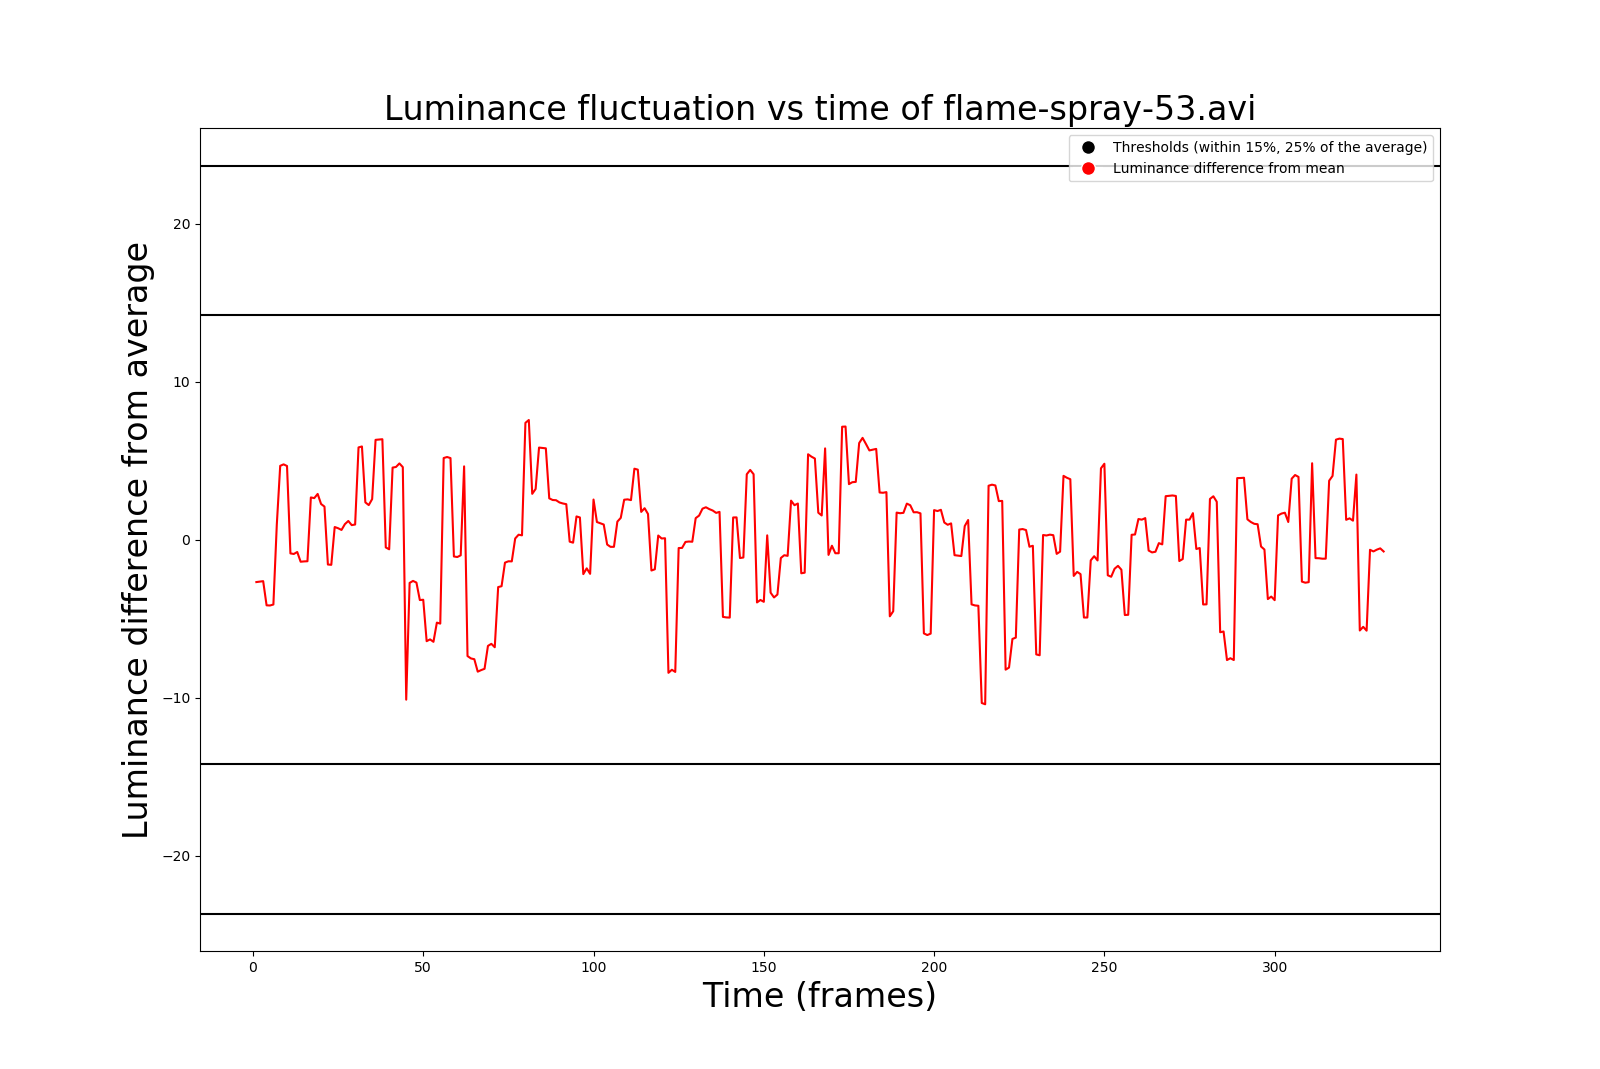 Luminance fluctuation vs time of flame-spray-53.avi
Thresholds (within 15%, 25% of the average)
Luminance difference from mean
Luminance difference from average
20
10
0
−10
−20
0 50 100 150 200 250 300
Time (frames)